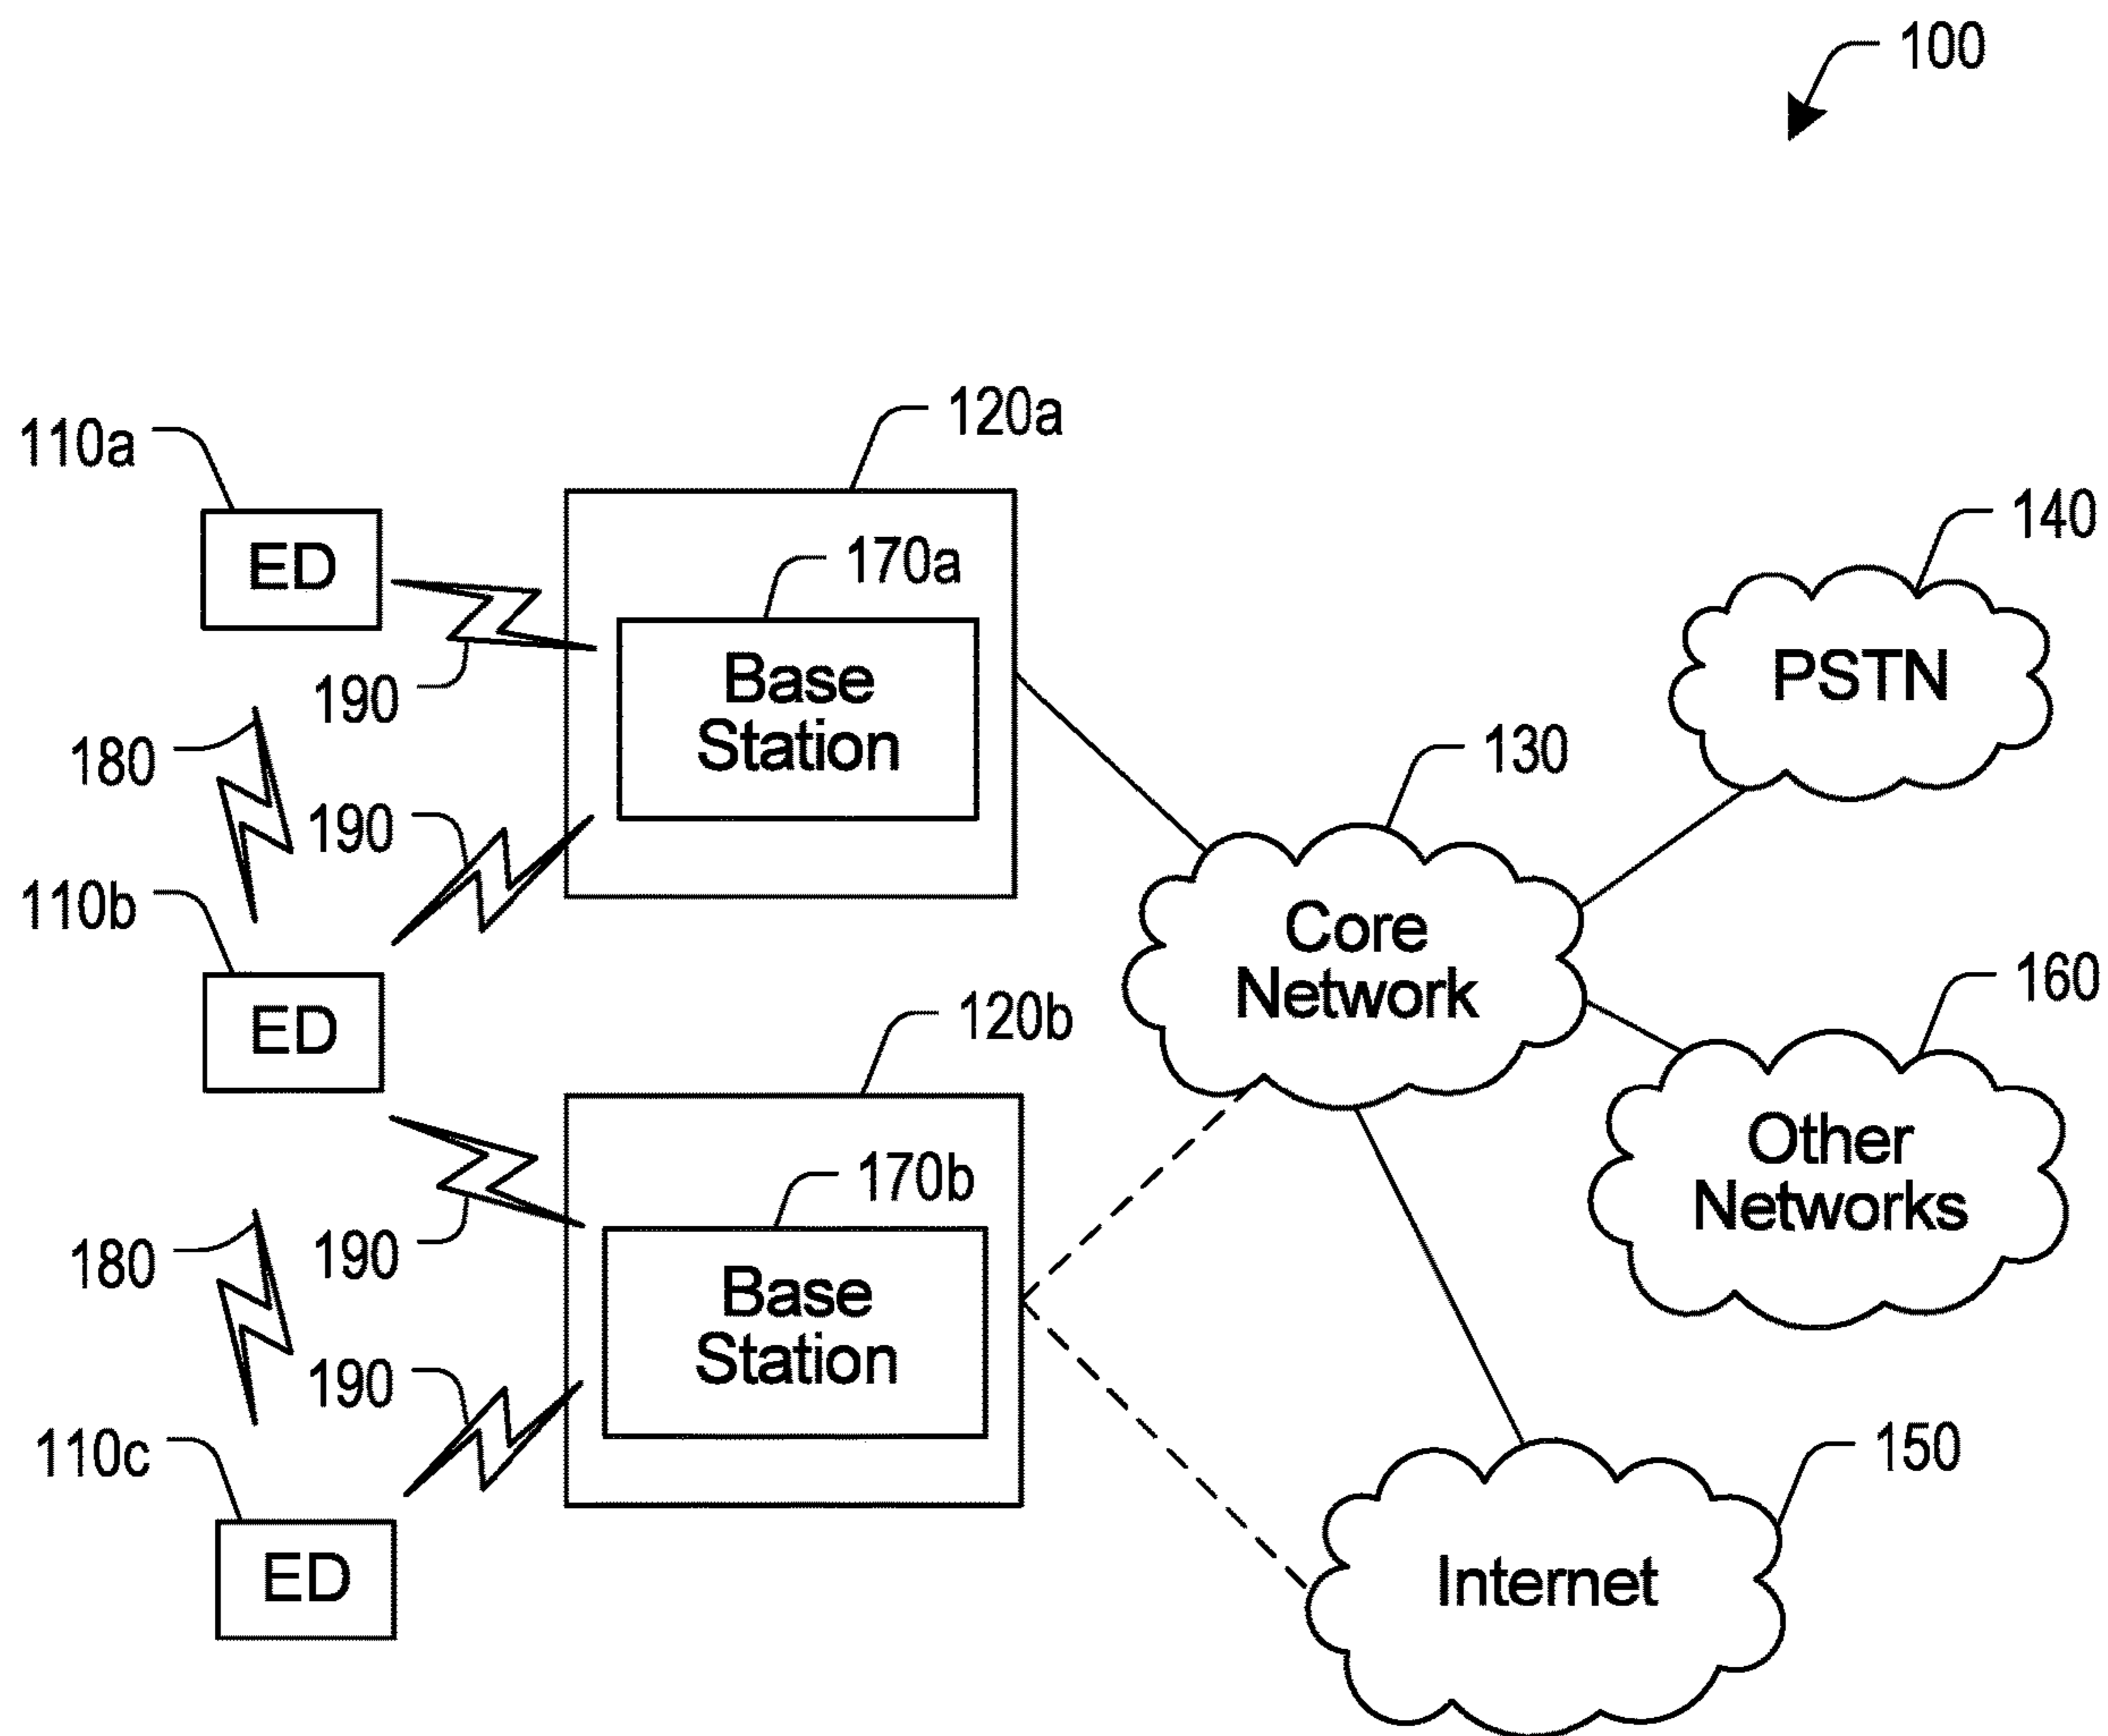 100
120a
110a
ED
170a
140
190
Base
Station
PSTN
180
130
190
110b
Core
Network
160
ED
120b
Other
Networks
170b
190
180
Base
Station
190
110c
150
ED
Internet